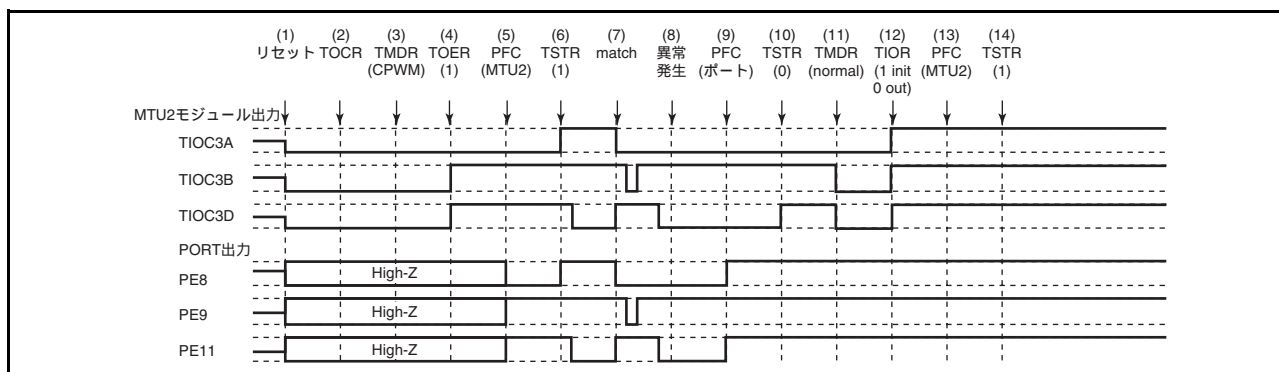 (1) (2) (3) (4) (5) (6) (7) (8) (9) (10) (11) (12) (13) (14)
リセット TOCR TMDR TOER PFC TSTR match 異常 PFC TSTR TMDR TIOR PFC TSTR
(CPWM) (1) (MTU2) (1) 発生 (ポート) (0) (normal) (1 init (MTU2) (1)
0 out)
MTU2モジュール出力
TIOC3A
TIOC3B
TIOC3D
PORT出力
PE8 High-Z
PE9 High-Z
PE11 High-Z